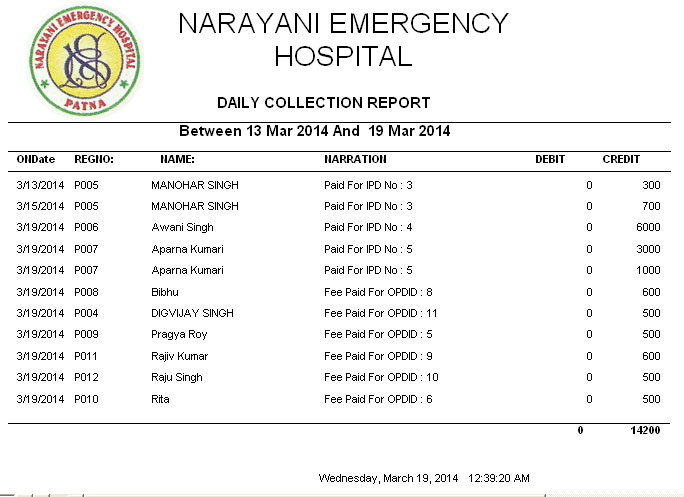 NARAYANI EMERGENCY HOSPITAL
PATNA
NARAYANI EMERGENCY
HOSPITAL
DAILY COLLECTION REPORT
Between 13 Mar 2014 And 19 Mar 2014
ONDate REGNO: NAME: NARRATION DEBIT CREDIT
3/13/2014 P005 MANOHAR SINGH Paid For IPD No : 3 0 300
3/15/2014 P005 MANOHAR SINGH Paid For IPD No : 3 0 700
3/19/2014 P006 Awani Singh Paid For IPD No : 4 0 6000
3/19/2014 P007 Aparna Kumari Paid For IPD No : 5 0 3000
3/19/2014 P007 Aparna Kumari Paid For IPD No : 5 0 1000
3/19/2014 P008 Bibhu Fee Paid For OPDID : 8 0 600
3/19/2014 P004 DIGVIJAY SINGH Fee Paid For OPDID : 11 0 500
3/19/2014 P009 Pragya Roy Fee Paid For OPDID : 5 0 500
3/19/2014 P011 Rajiv Kumar Fee Paid For OPDID : 9 0 600
3/19/2014 P012 Raju Singh Fee Paid For OPDID : 10 0 500
3/19/2014 P010 Rita Fee Paid For OPDID : 6 0 500
0 14200
Wednesday, March 19, 2014 12:39:20 AM